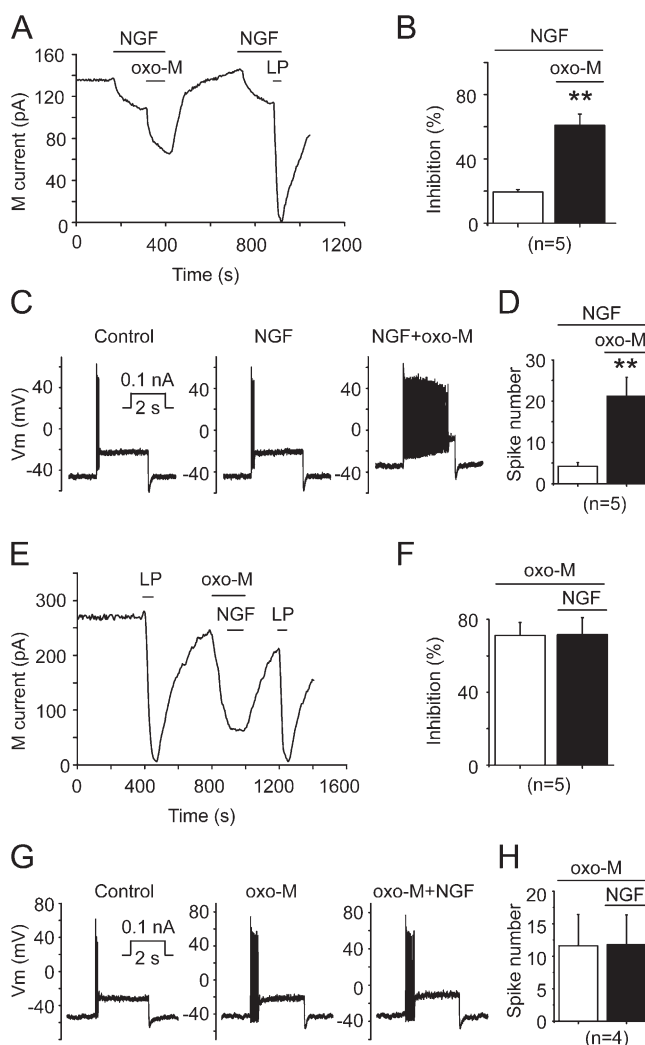 A
NGF NGF
oxo-M LP
160
120
80
40
0
M current (pA)
0 400 800 1200
Time (s)
B
NGF
oxo-M
**
80
60
40
20
0
Inhibition (%)
(n=5)
C
Control NGF NGF+oxo-M
40
0
-40
Vm (mV)
0.1 nA
2 s
40
0
-40
40
0
-40
D
NGF
oxo-M
**
30
20
10
0
Spike number
(n=5)
E
LP oxo-M
NGF LP
300
250
200
150
100
50
0
M current (pA)
0 400 800 1200 1600
Time (s)
F
oxo-M
NGF
80
40
0
Inhibition (%)
(n=5)
G
Control oxo-M oxo-M+NGF
80
40
0
-40
Vm (mV)
0.1 nA
2 s
80
40
0
-40
80
40
0
-40
H
oxo-M
NGF
20
15
10
5
0
Spike number
(n=4)